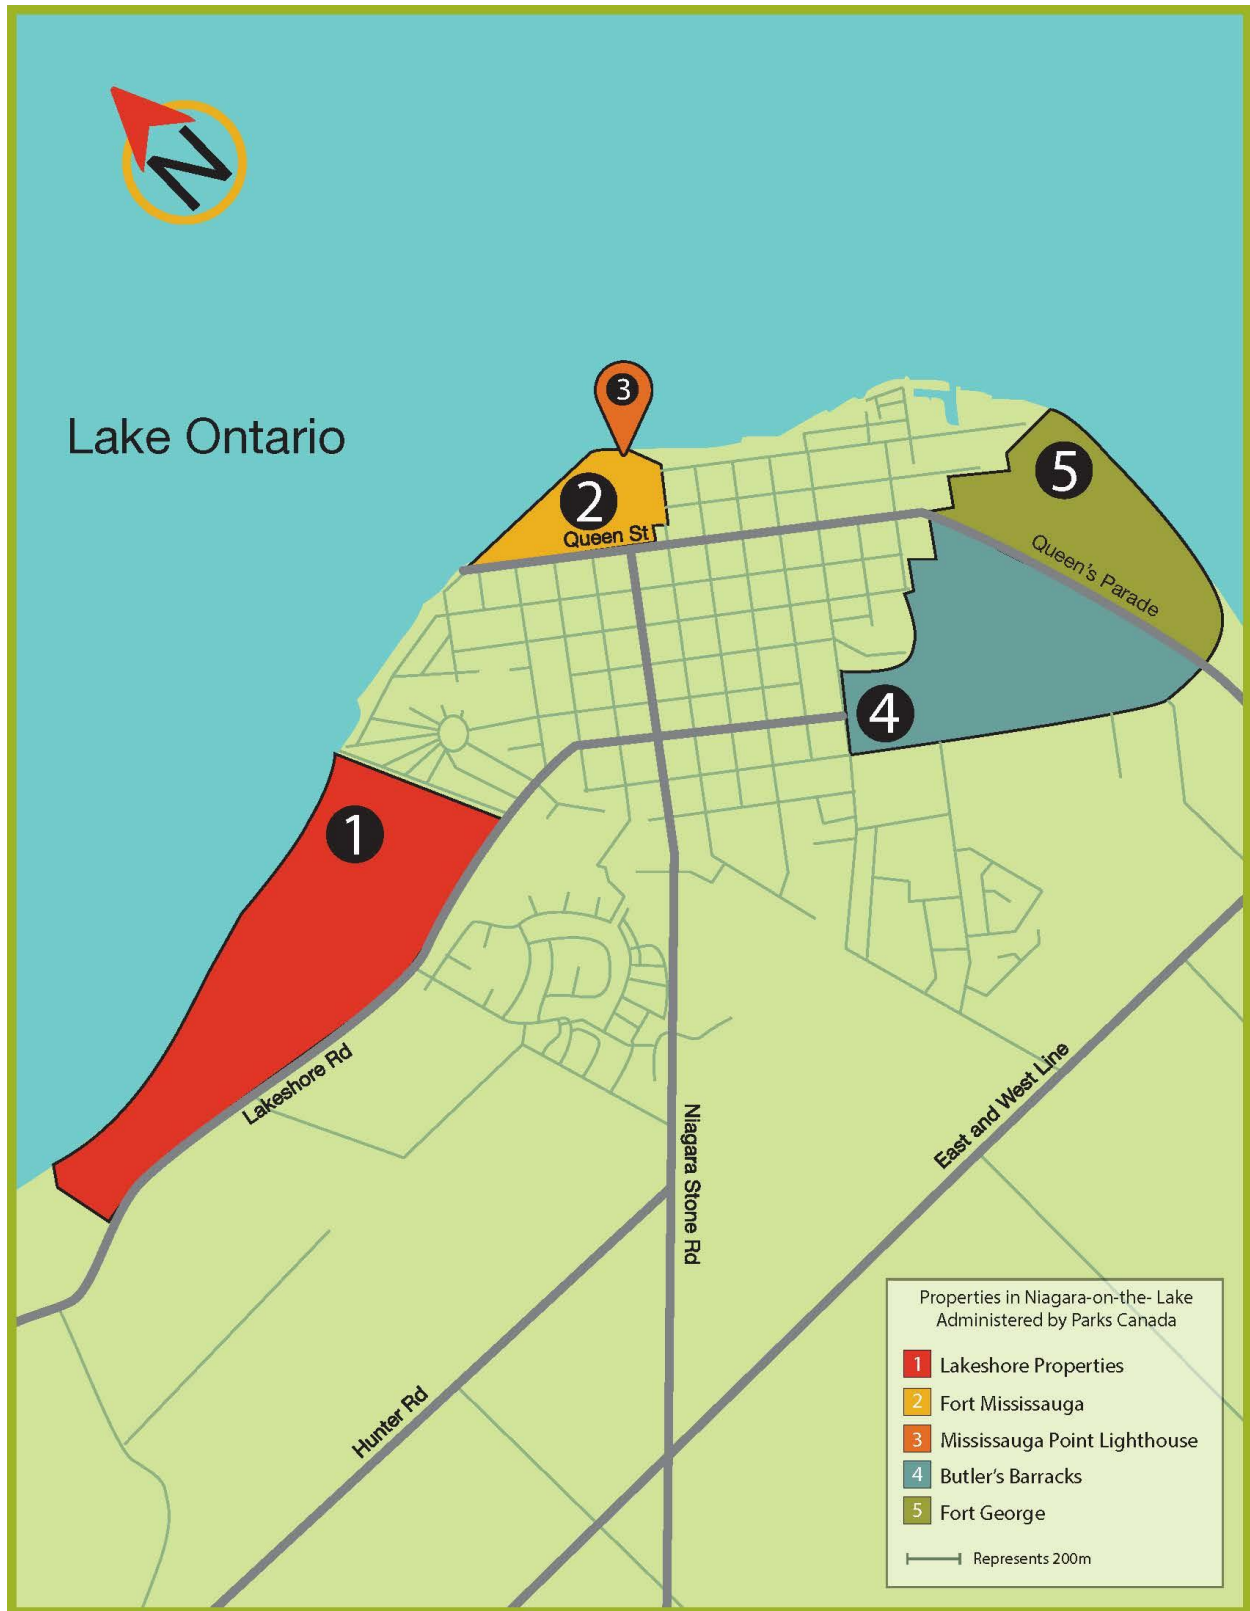 N
Lake Ontario
3
2
Queen St
5
Queen's Parade
4
1
Lakeshore Rd
Niagara Stone Rd
East and West Line
Hunter Rd
Properties in Niagara-on-the- Lake
Administered by Parks Canada
1 Lakeshore Properties
2 Fort Mississauga
3 Mississauga Point Lighthouse
4 Butler's Barracks
5 Fort George
Represents 200m